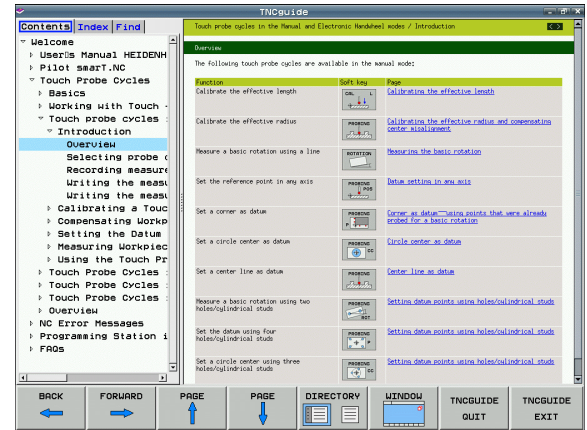 TNCguide
Contents Index Find
Touch probe cycles in the Manual and Electronic Handwheel modes / Introduction
Welcome
User's Manual HEIDENH
Pilot smarT.NC
Touch Probe Cycles
Basics
Working with Touch
Touch probe cycles
Introduction
Overview
Selecting probe c
Recording measure
Writing the measu
Writing the measu
Calibrating a Touc
Compensating Workp
Setting the Datum
Measuring Workpiec
Using the Touch Pr
Touch Probe Cycles
Touch Probe Cycles
Touch Probe Cycles
Overview
NC Error Messages
Programming Station i
FAQs
Overview
The following touch probe cycles are available in the manual mode:
Function Soft key Page
Calibrate the effective length CAL L Calibrating the effective length
Calibrate the effective radius PROBING Calibrating the effective radius and compensating
center misalignment
Measure a basic rotation using a line ROTATION Measuring the basic rotation
Set the reference point in any axis PROBING POS Datum setting in any axis
Set a corner as datum PROBING P Corner as datum—using points that were already
probed for a basic rotation
Set a circle center as datum PROBING CC Circle center as datum
Set a center line as datum PROBING Center line as datum
Measure a basic rotation using two
holes/cylindrical studs PROBING ROT Setting datum points using holes/cylindrical studs
Set the datum using four
holes/cylindrical studs PROBING P Setting datum points using holes/cylindrical studs
Set a circle center using three
holes/cylindrical studs PROBING CC Setting datum points using holes/cylindrical studs
BACK FORWARD PAGE PAGE DIRECTORY WINDOW TNCGUIDE QUIT TNCGUIDE EXIT